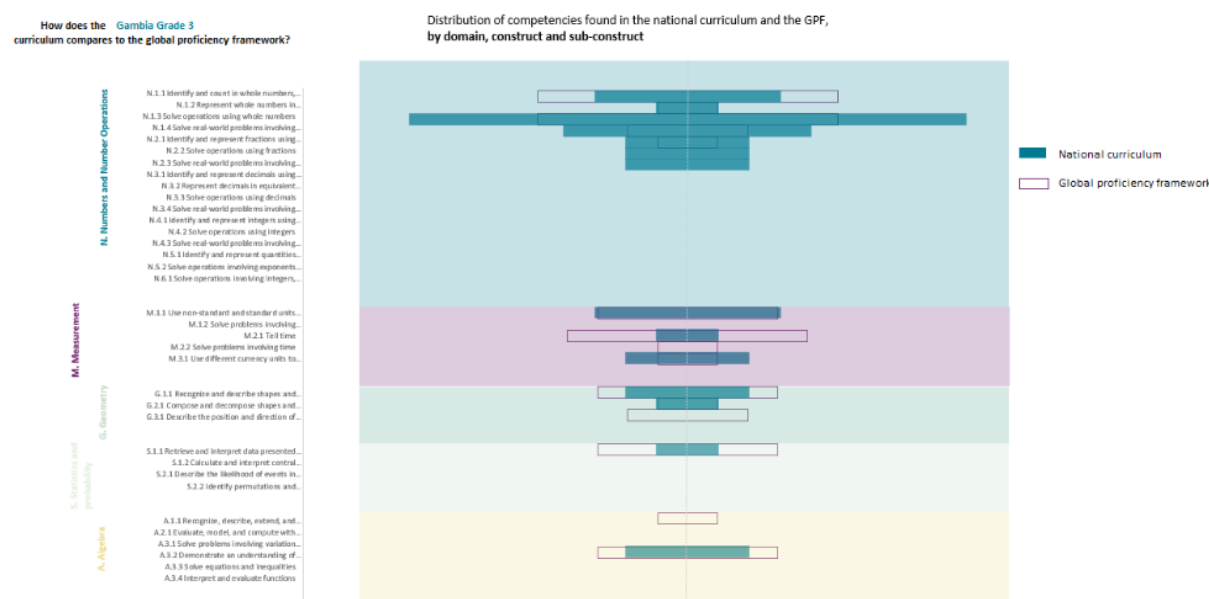 How does the Gambia Grade 3
curriculum compares to the global proficiency framework?
Distribution of competencies found in the national curriculum and the GPF,
by domain, construct and sub-construct
N. Numbers and Number Operations
N.1.1 Identify and count in whole numbers,...
N.1.2 Represent whole numbers in...
N.1.3 Solve operations using whole numbers
N.1.4 Solve real-world problems involving...
N.2.1 Identify and represent fractions using...
N.2.2 Solve operations using fractions
N.2.3 Solve real-world problems involving...
N.3.1 Identify and represent decimals using...
N.3.2 Represent decimals in equivalent...
N.3.3 Solve operations using decimals
N.3.4 Solve real-world problems involving...
N.4.1 Identify and represent integers using...
N.4.2 Solve operations using integers
N.4.3 Solve real-world problems involving...
N.5.1 Identify and represent quantities...
N.5.2 Solve operations involving exponents...
N.6.1 Solve operations involving integers,...
M. Measurement
M.1.1 Use non-standard and standard units...
M.1.2 Solve problems involving...
M.2.1 Tell time
M.2.2 Solve problems involving time
M.3.1 Use different currency units to...
G. Geometry
G.1.1 Recognize and describe shapes and...
G.2.1 Compose and decompose shapes and...
G.3.1 Describe the position and direction of...
S. Statistics and
probability
S.1.1 Retrieve and interpret data presented...
S.1.2 Calculate and interpret central...
S.2.1 Describe the likelihood of events in...
S.2.2 Identify permutations and...
A. Algebra
A.1.1 Recognize, describe, extend, and...
A.2.1 Evaluate, model, and compute with...
A.3.1 Solve problems involving variation...
A.3.2 Demonstrate an understanding of...
A.3.3 Solve equations and inequalities
A.3.4 Interpret and evaluate functions
National curriculum
Global proficiency framework